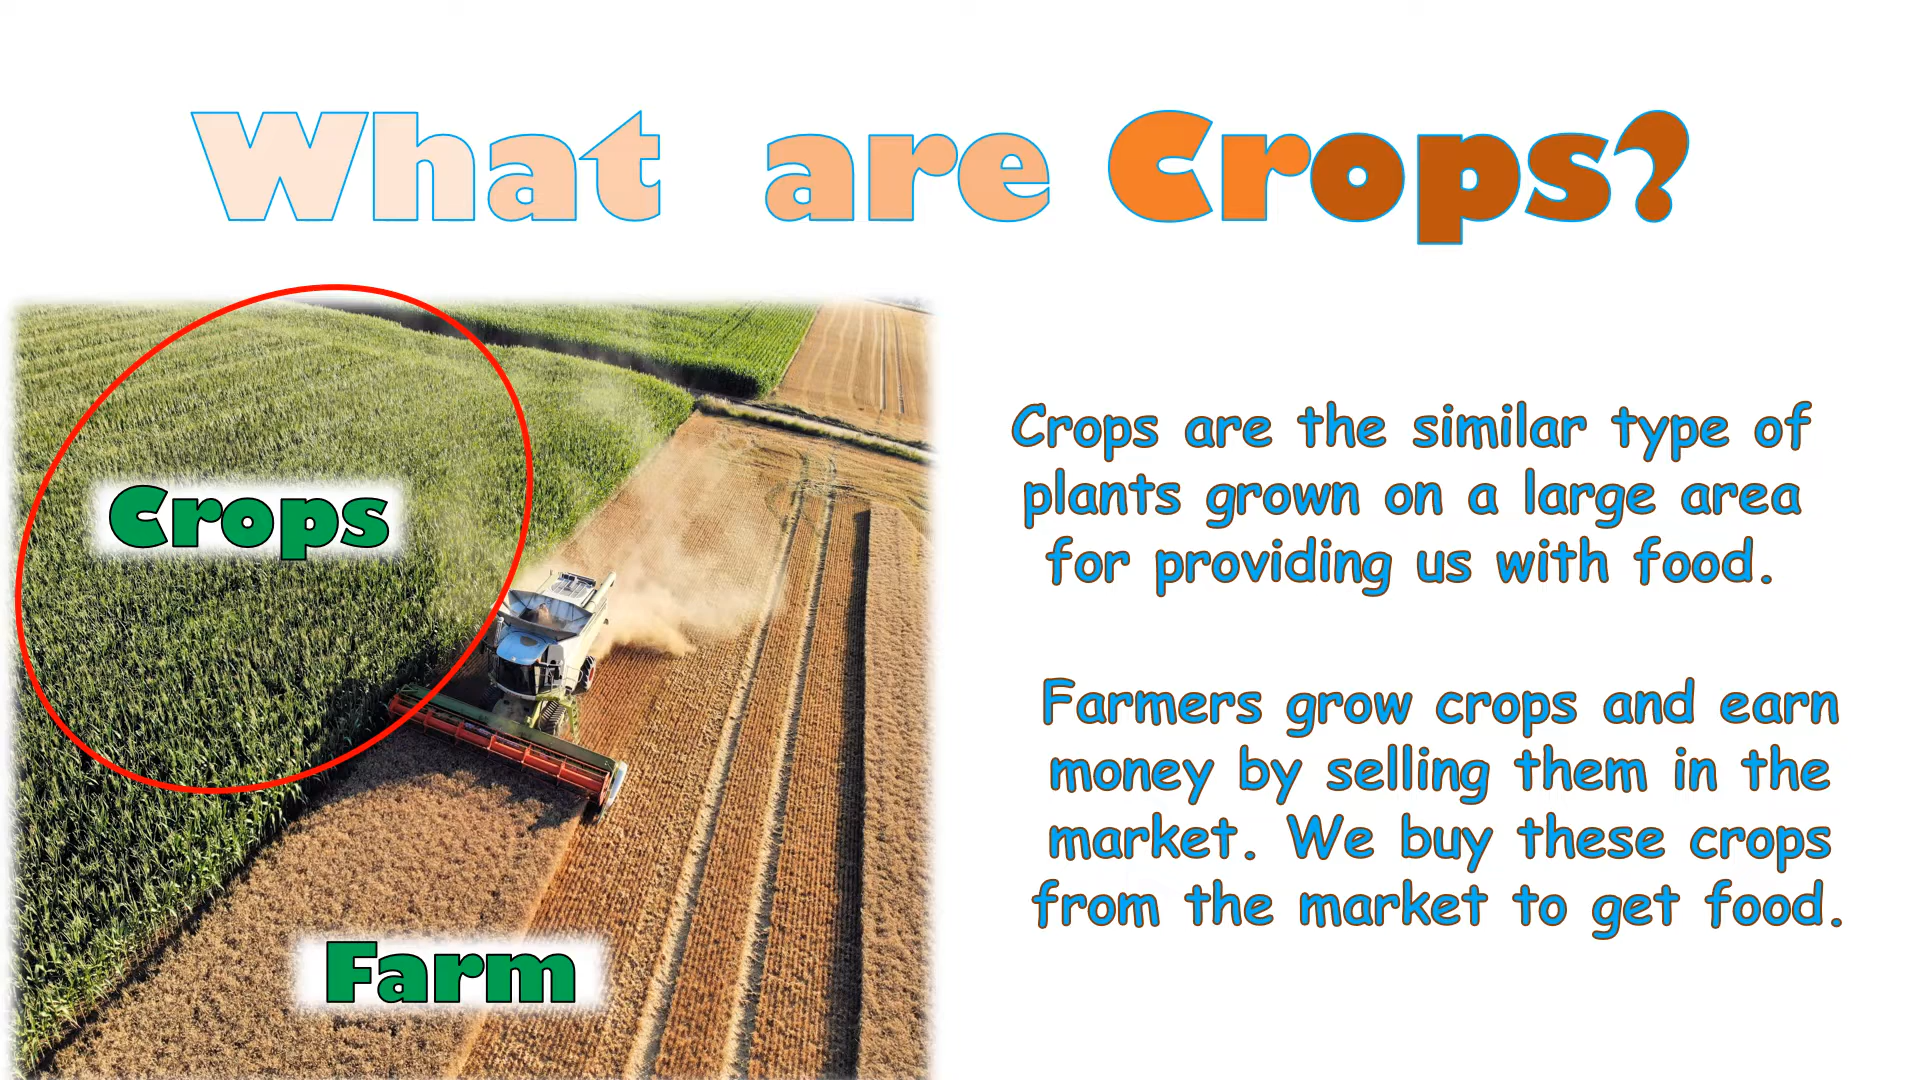 What are Crops?
Crops
Farm
Crops are the similar type of
plants grown on a large area
for providing us with food.
Farmers grow crops and earn
money by selling them in the
market. We buy these crops
from the market to get food.